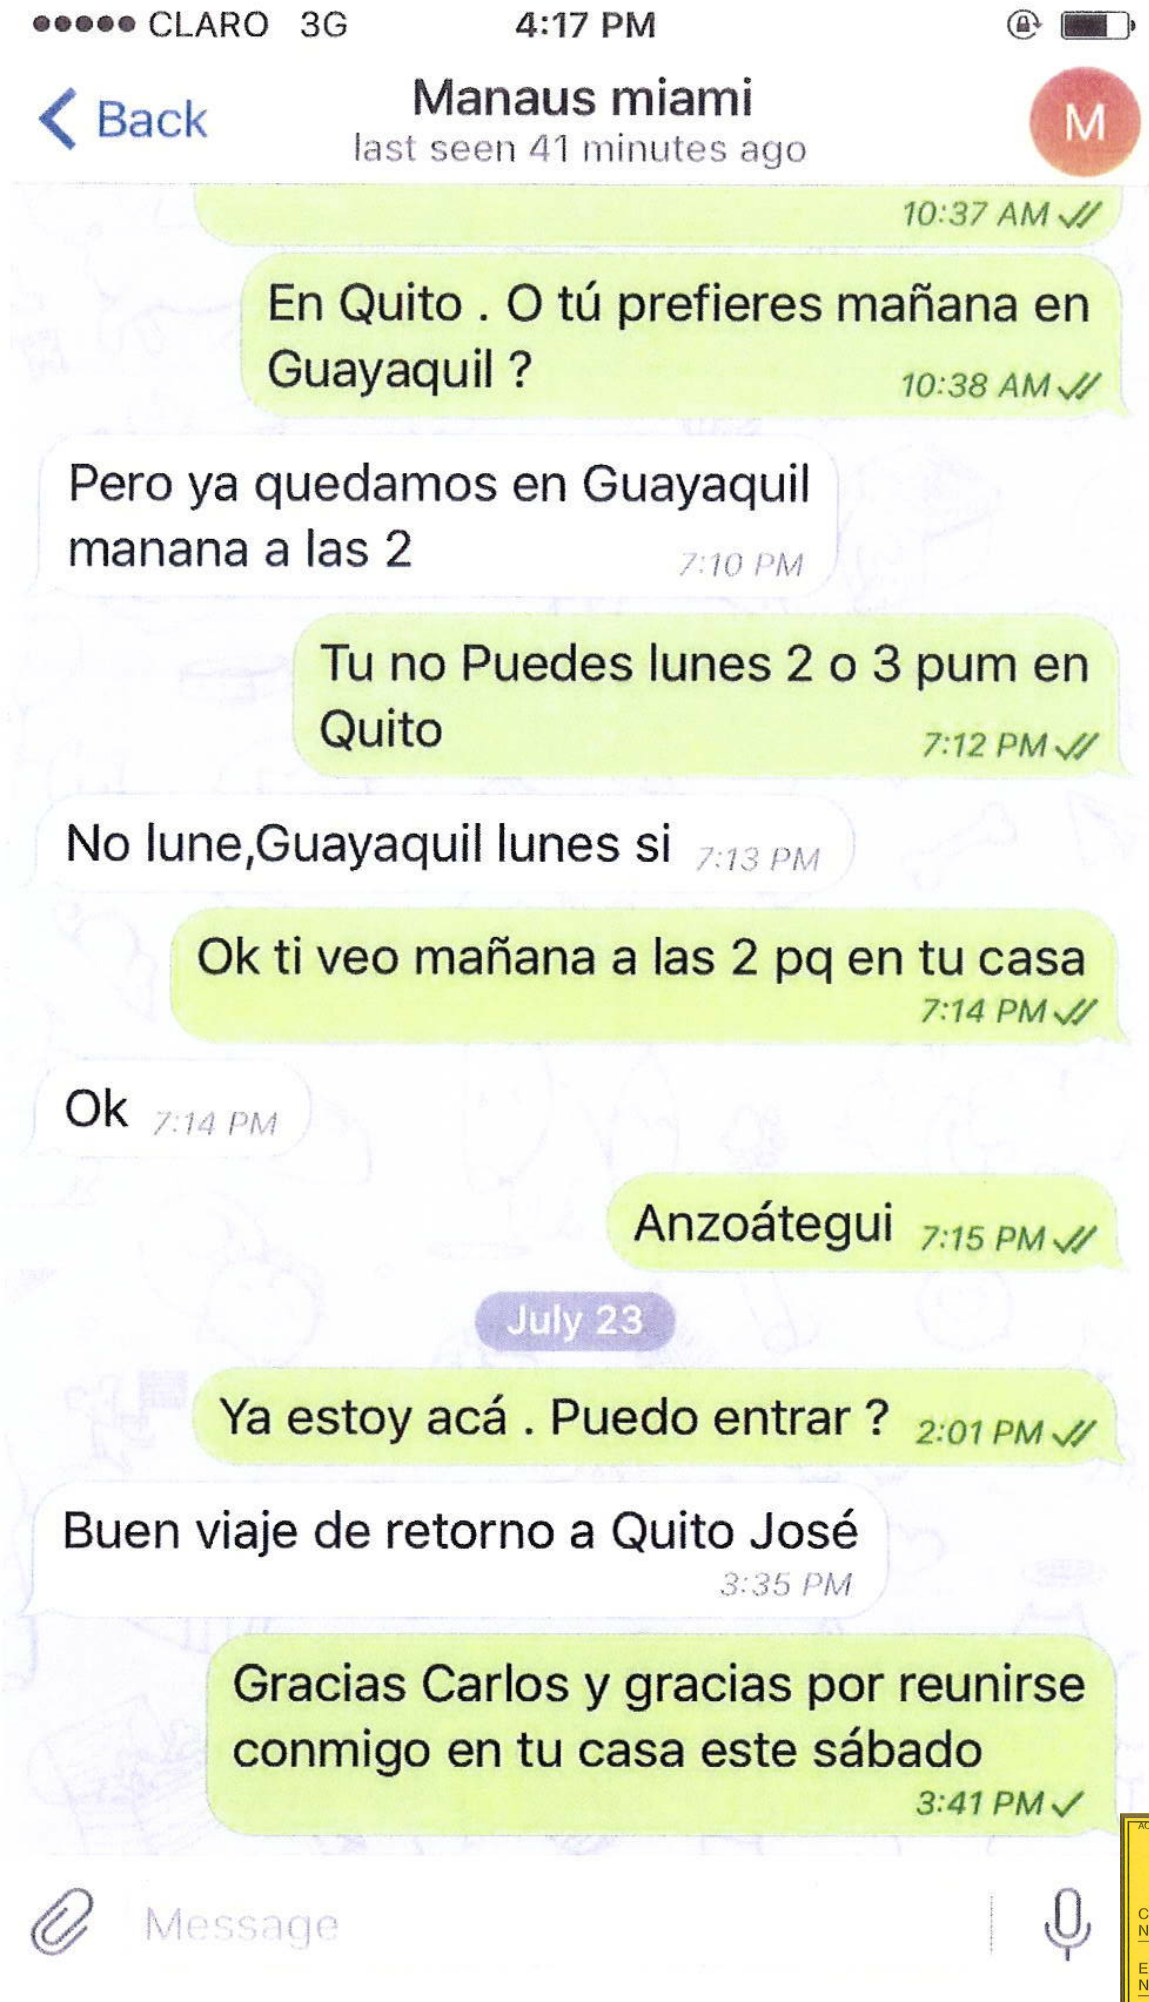 CLARO 3G 4:17 PM
Back
Manaus miami
last seen 41 minutes ago
M
10:37 AM
En Quito . O tú prefieres mañana en
Guayaquil ?
10:38 AM
Pero ya quedamos en Guayaquil
manana a las 2
7:10 PM
Tu no Puedes lunes 2 o 3 pum en
Quito
7:12 PM
No lune,Guayaquil lunes si 7:13 PM
Ok ti veo mañana a las 2 pq en tu casa
7:14 PM
Ok 7:14 PM
Anzoátegui 7:15 PM
July 23
Ya estoy acá . Puedo entrar ? 2:01 PM
Buen viaje de retorno a Quito José
3:35 PM
Gracias Carlos y gracias por reunirse
conmigo en tu casa este sábado
3:41 PM
Message